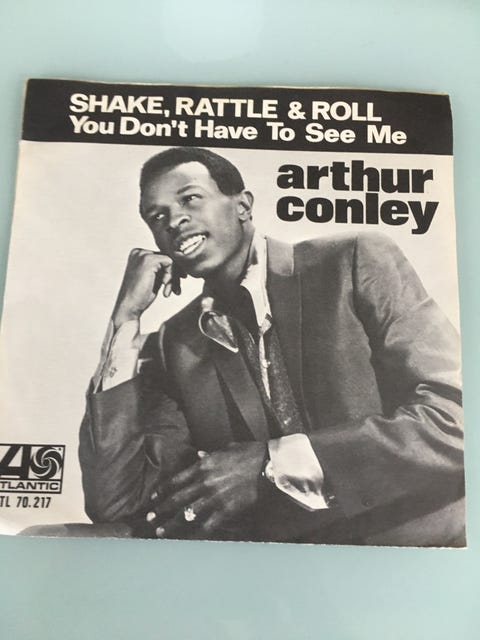 SHAKE, RATTLE & ROLL
You Don't Have To See Me
arthur
conley
ATLANTIC
TL 70.217